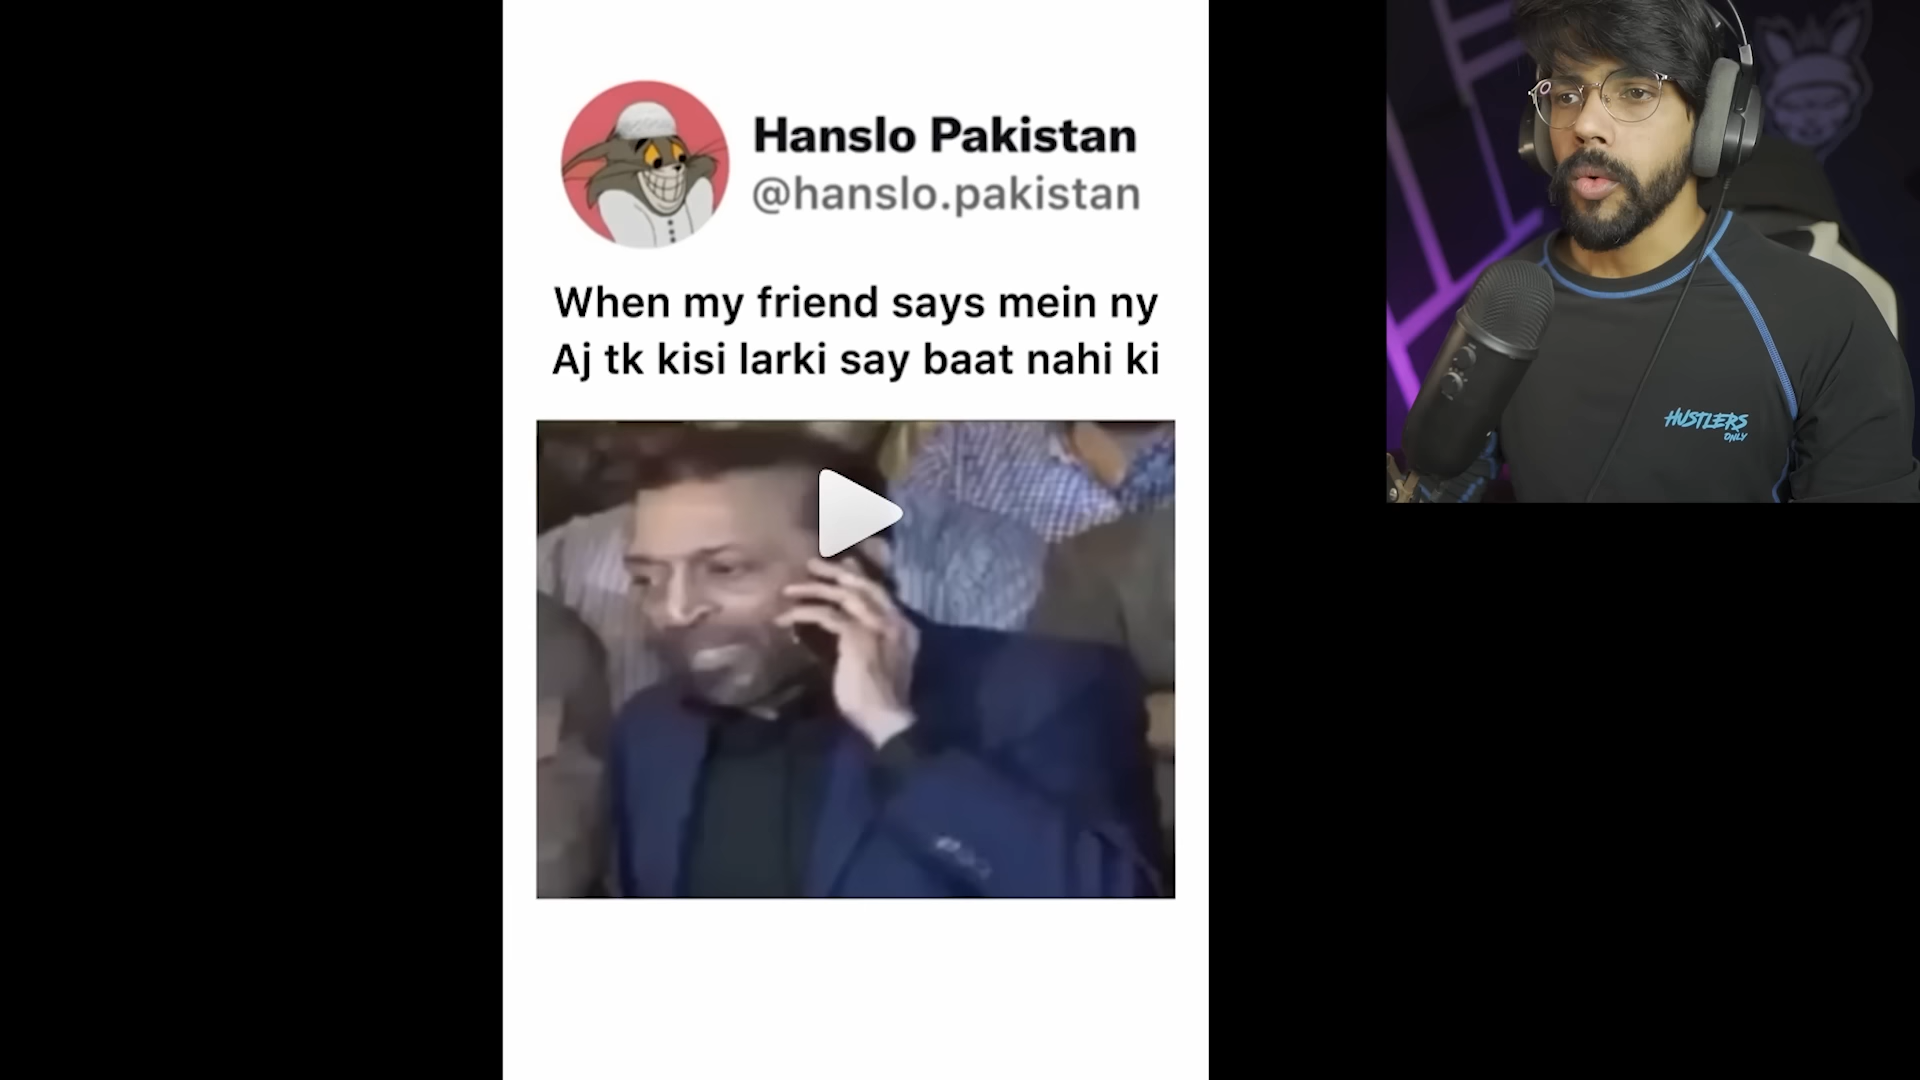 Hanslo Pakistan
@hanslo.pakistan
When my friend says mein ny
Aj tk kisi larki say baat nahi ki
HUSTLERS
ONLY